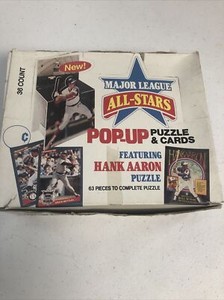 36 COUNT
New!
MAJOR LEAGUE
ALL-STARS
POP-UP PUZZLE
& CARDS
FEATURING
HANK AARON
PUZZLE
63 PIECES TO COMPLETE PUZZLE